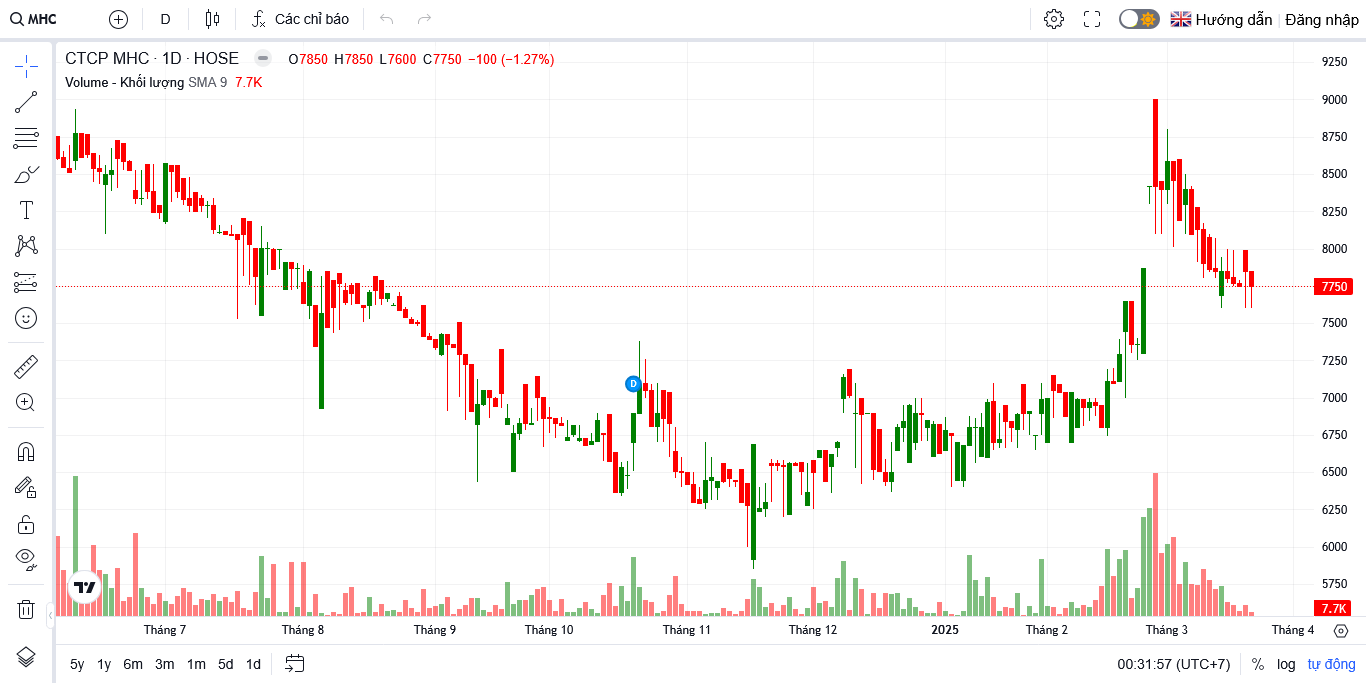 MHC D Các chỉ báo Hướng dẫn Đăng nhập
CTCP MHC · 1D · HOSE O7850 H7850 L7600 C7750 −100 (−1.27%)
Volume - Khối lượng SMA 9 7.7K
9250
9000
8750
8500
8250
8000
7750
7500
7250
7000
6750
6500
6250
6000
5750
D
7.7K
Tháng 7 Tháng 8 Tháng 9 Tháng 10 Tháng 11 Tháng 12 2025 Tháng 2 Tháng 3 Tháng 4
5y 1y 6m 3m 1m 5d 1d 00:31:57 (UTC+7) % log tự động